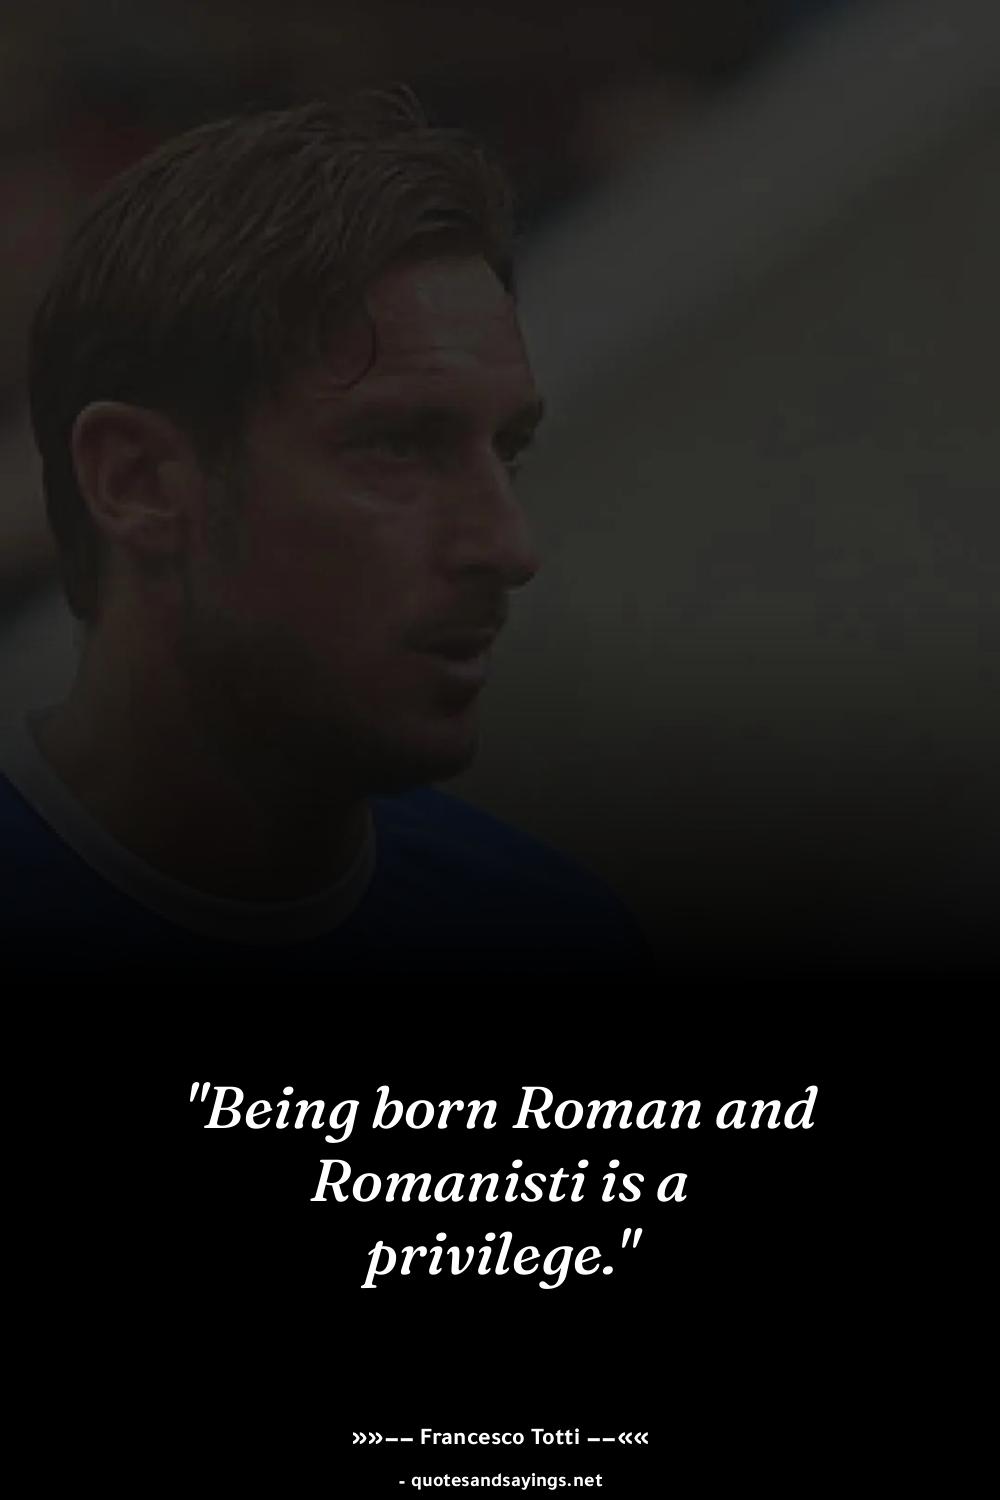 "Being born Roman and
Romanisti is a
privilege."
»»−− Francesco Totti −−««
- quotesandsayings.net